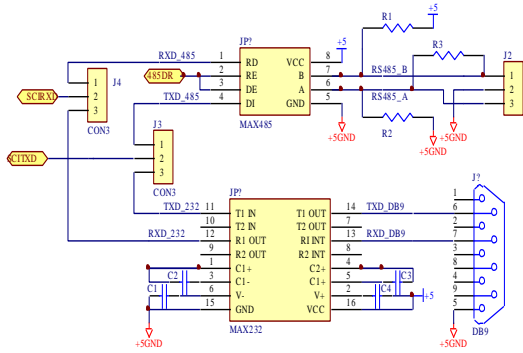 R1
+5
JP?
+5
R3
RXD_485
1 RD VCC 8
J2
J4
485DR
2 RE B 7
RS485_B
1
1
3 DE A 6
2
SCIRXD
2
TXD_485
4 DI GND 5
RS485_A
3
3
CON3
J3
MAX485
+5GND
R2
+5GND
+5GND
1
CITXD
2
3
CON3
JP?
J?
TXD_232
11 T1 IN T1 OUT 14
TXD_DB9
1
6
10 T2 IN T2 OUT 7
2
RXD_232
12 R1 OUT R1 INT 13
RXD_DB9
7
9 R2 OUT R2 INT 8
3
1 C1+ C2+ 4
8
C2
3 C1- C1+ 5
C3
4
C1
6 V- V+ 2
C4
+5
9
15 GND VCC 16
5
MAX232
+5GND
+5GND
DB9